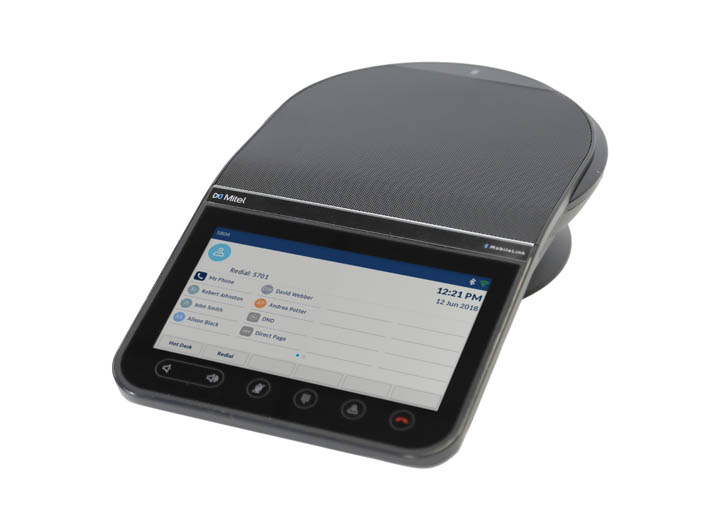 Mitel
MobileLink
5804
12:21 PM
12 Jun 2018
Redial: 5701
My Phone
David Webber
Robert Johnston
Andrea Potter
John Smith
DND
Alison Black
Direct Page
Hot Desk
Redial